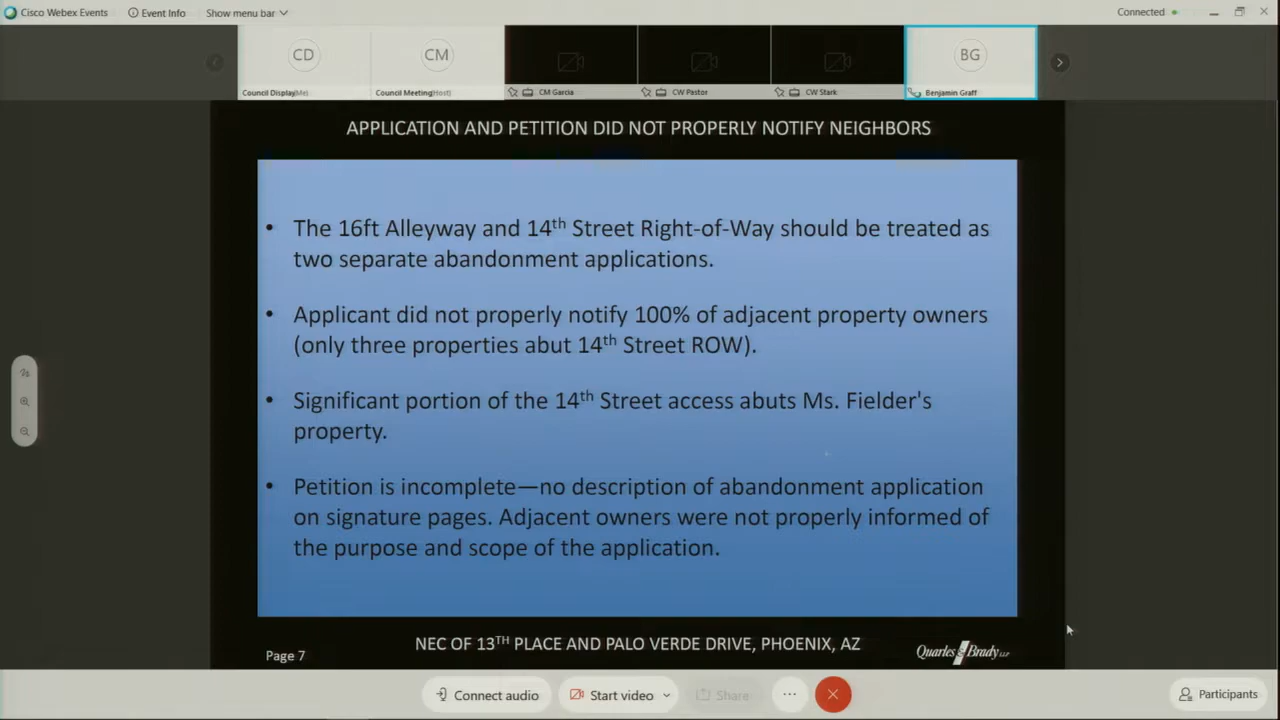 Cisco Webex Events
Event Info
Show menu bar
Connected
CD
CM
BG
Council Display(Me)
Council Meeting(Host)
CM Garcia
CW Pastor
CW Stark
Benjamin Graff
APPLICATION AND PETITION DID NOT PROPERLY NOTIFY NEIGHBORS
• The 16ft Alleyway and 14th Street Right-of-Way should be treated as
two separate abandonment applications.
• Applicant did not properly notify 100% of adjacent property owners
(only three properties abut 14th Street ROW).
• Significant portion of the 14th Street access abuts Ms. Fielder's
property.
• Petition is incomplete—no description of abandonment application
on signature pages. Adjacent owners were not properly informed of
the purpose and scope of the application.
NEC OF 13TH PLACE AND PALO VERDE DRIVE, PHOENIX, AZ
Page 7
Quarles & Brady LLP
Connect audio
Start video
Share
Participants